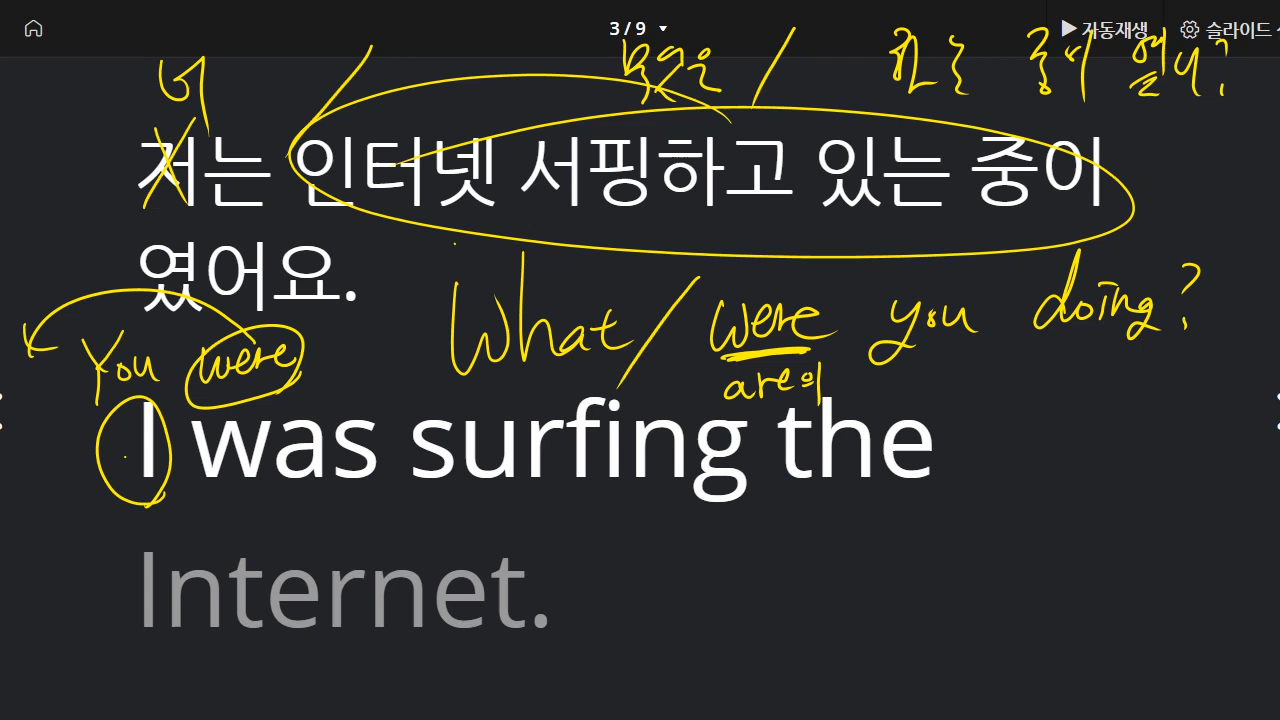 3 / 9 ▼ ▶ 자동재생 슬라이드
너 무엇을 / 하는 중이 였니?
저는 인터넷 서핑하고 있는 중이
였어요.
What / were you doing?
You were are의
I was surfing the
Internet.